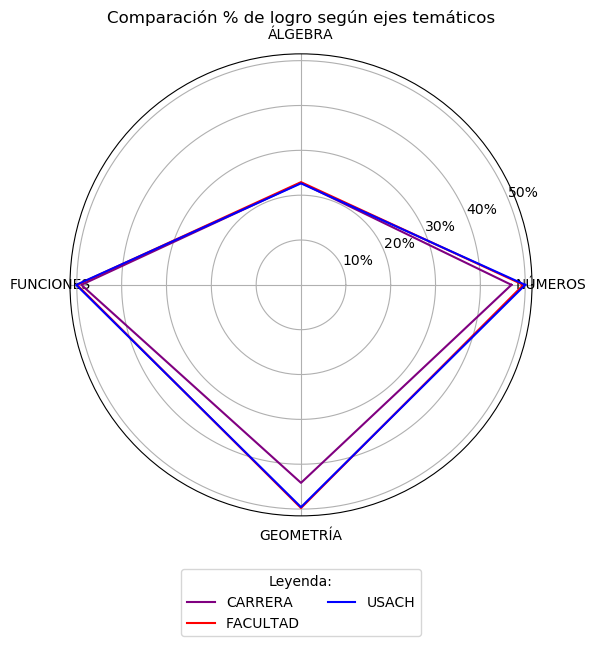 Comparación % de logro según ejes temáticos
ÁLGEBRA
50%
40%
30%
20%
10%
FUNCIONES
NÚMEROS
GEOMETRÍA
Leyenda:
CARRERA
USACH
FACULTAD